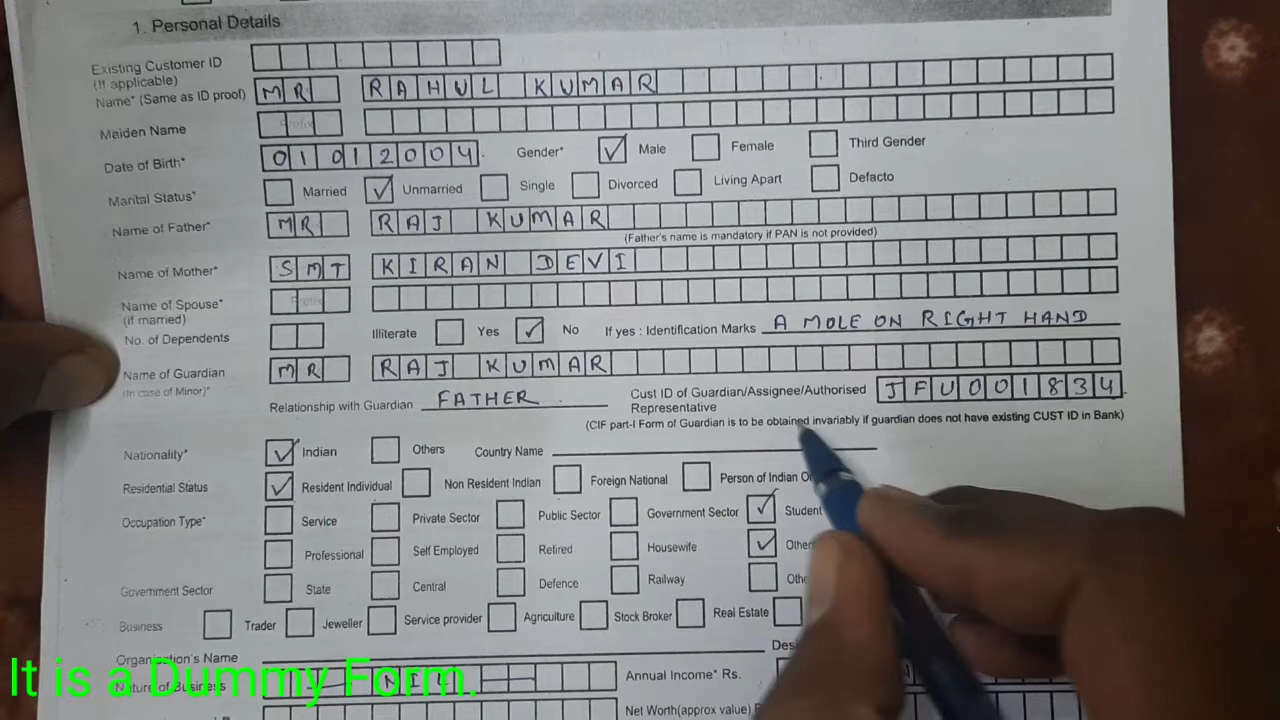 1. Personal Details
Existing Customer ID
(If applicable)
Name* (Same as ID proof) MR RAHUL KUMAR
Maiden Name Prefix
Date of Birth* 01012004 Gender* Male Female Third Gender
Marital Status* Married Unmarried Single Divorced Living Apart Defacto
Name of Father* MR RAJ KUMAR
(Father's name is mandatory if PAN is not provided)
Name of Mother* SMT KIRAN DEVI
Name of Spouse* Prefix
(if married)
No. of Dependents Illiterate Yes No If yes : Identification Marks A MOLE ON RIGHT HAND
Name of Guardian MR RAJ KUMAR
(In case of Minor)*
Relationship with Guardian FATHER Cust ID of Guardian/Assignee/Authorised
Representative JFU001834
(CIF part-I Form of Guardian is to be obtained invariably if guardian does not have existing CUST ID in Bank)
Nationality* Indian Others Country Name
Residential Status Resident Individual Non Resident Indian Foreign National Person of Indian
Occupation Type* Service Private Sector Public Sector Government Sector Student
Professional Self Employed Retired Housewife Other
Government Sector State Central Defence Railway
Business Trader Jeweller Service provider Agriculture Stock Broker Real Estate
Organization's Name
Nature of Business NIL Annual Income* Rs.
Net Worth(approx value)
It is a Dummy Form.